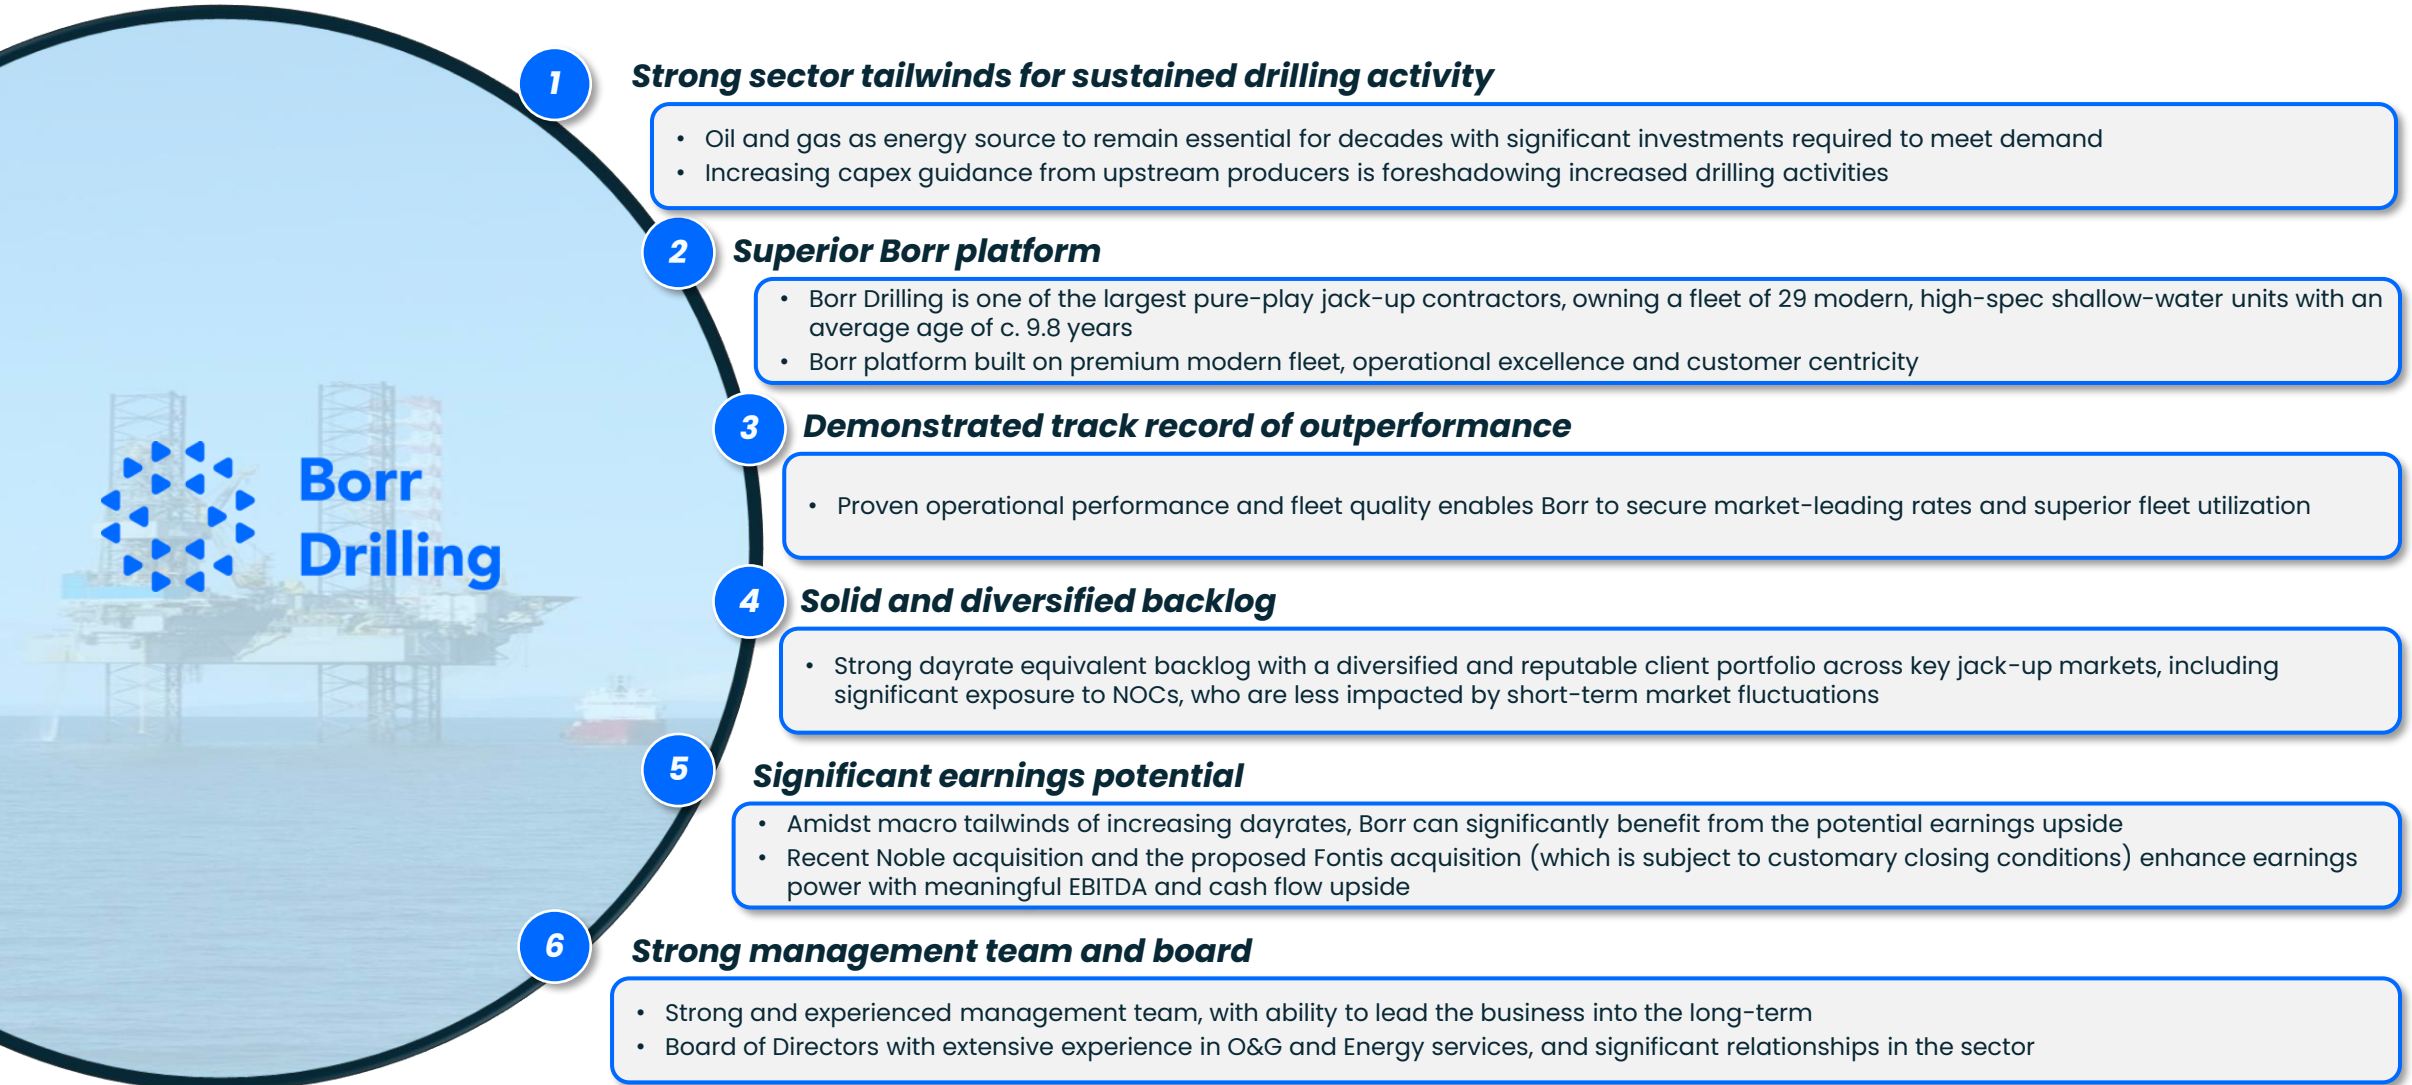 Borr
Drilling
1
Strong sector tailwinds for sustained drilling activity
• Oil and gas as energy source to remain essential for decades with significant investments required to meet demand
• Increasing capex guidance from upstream producers is foreshadowing increased drilling activities
2
Superior Borr platform
• Borr Drilling is one of the largest pure-play jack-up contractors, owning a fleet of 29 modern, high-spec shallow-water units with an
average age of c. 9.8 years
• Borr platform built on premium modern fleet, operational excellence and customer centricity
3
Demonstrated track record of outperformance
• Proven operational performance and fleet quality enables Borr to secure market-leading rates and superior fleet utilization
4
Solid and diversified backlog
• Strong dayrate equivalent backlog with a diversified and reputable client portfolio across key jack-up markets, including
significant exposure to NOCs, who are less impacted by short-term market fluctuations
5
Significant earnings potential
• Amidst macro tailwinds of increasing dayrates, Borr can significantly benefit from the potential earnings upside
• Recent Noble acquisition and the proposed Fontis acquisition (which is subject to customary closing conditions) enhance earnings
power with meaningful EBITDA and cash flow upside
6
Strong management team and board
• Strong and experienced management team, with ability to lead the business into the long-term
• Board of Directors with extensive experience in O&G and Energy services, and significant relationships in the sector